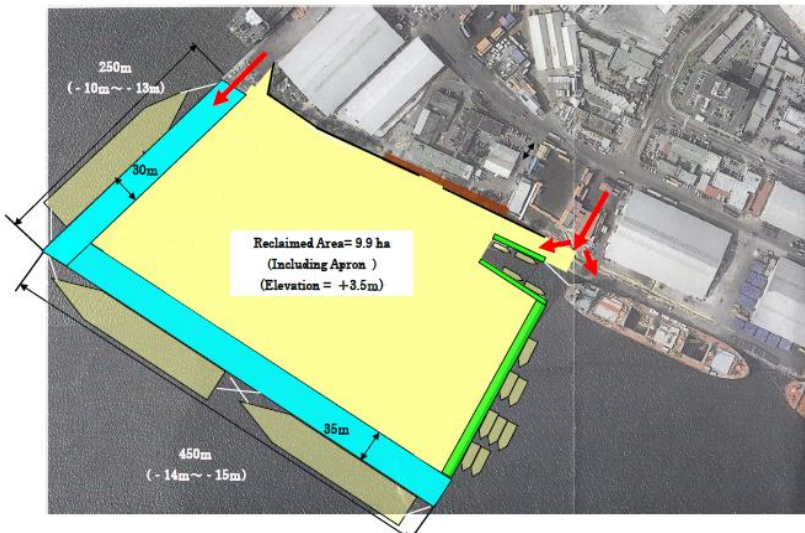 250m
( - 10m～ - 13m)
30m
Reclaimed Area= 9.9 ha
(Including Apron )
(Elevation = +3.5m)
35m
450m
( - 14m～ - 15m)